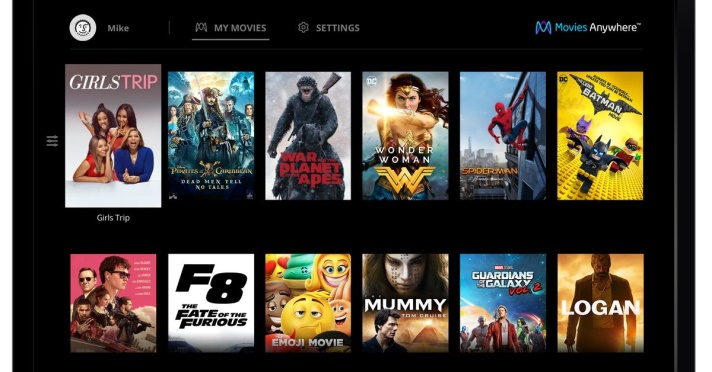 Mike
MY MOVIES
SETTINGS
Movies Anywhere™
GIRLS TRIP
PIRATES of the CARIBBEAN
DEAD MEN TELL
NO TALES
WAR FOR THE
PLANET
OF THE
APES
DC
WONDER
WOMAN
SPIDER-MAN
DC
THE LEGO
BATMAN
MOVIE
Girls Trip
F8
THE
FATE OF THE
FURIOUS
EMOJI MOVIE
THE
MUMMY
TOM CRUISE
GUARDIANS
OF THE
GALAXY
VOL. 2
LOGAN